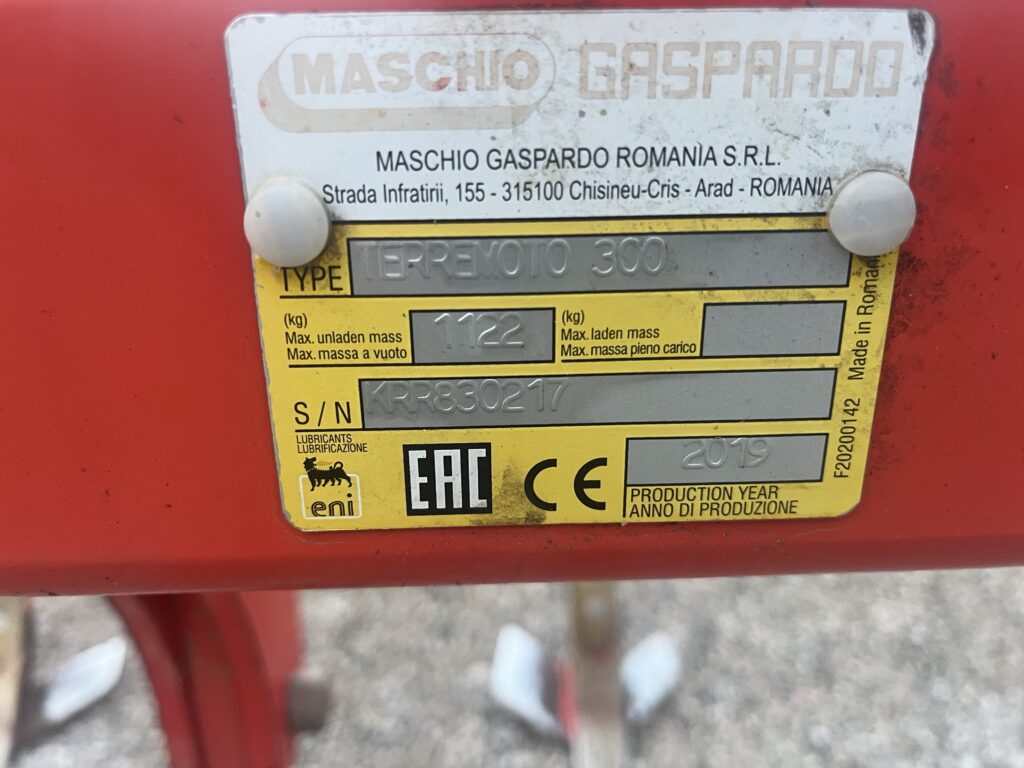 MASCHIO GASPARDO
MASCHIO GASPARDO ROMANIA S.R.L.
Strada Infratirii, 155 - 315100 Chisineu-Cris - Arad - ROMANIA
TYPE TERREMOTO 300
(kg)
Max. unladen mass
Max. massa a vuoto
1122
(kg)
Max. laden mass
Max. massa pieno carico
S / N KRR830217
LUBRICANTS
LUBRIFICAZIONE
eni
EAC CE
2019
PRODUCTION YEAR
ANNO DI PRODUZIONE
F20200142 Made in Romania